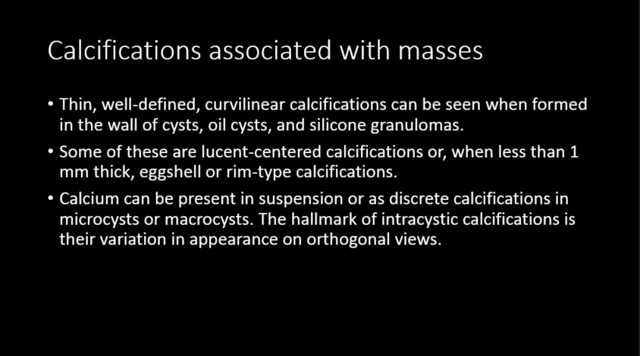 Calcifications associated with masses
• Thin, well-defined, curvilinear calcifications can be seen when formed
in the wall of cysts, oil cysts, and silicone granulomas.
• Some of these are lucent-centered calcifications or, when less than 1
mm thick, eggshell or rim-type calcifications.
• Calcium can be present in suspension or as discrete calcifications in
microcysts or macrocysts. The hallmark of intracystic calcifications is
their variation in appearance on orthogonal views.